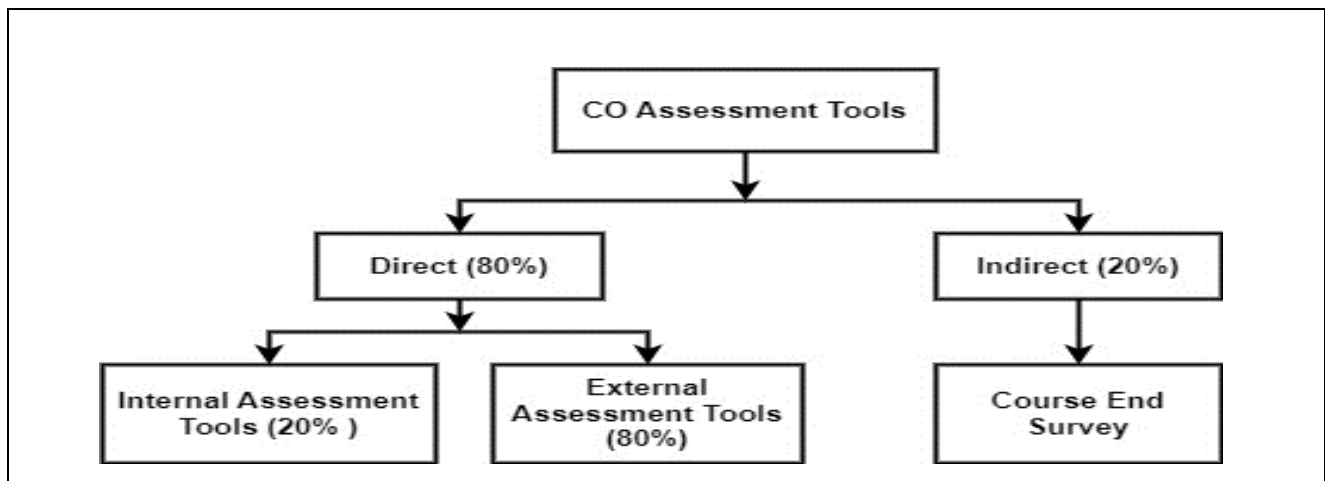 CO Assessment Tools
Direct (80%)
Indirect (20%)
Internal Assessment
Tools (20% )
External
Assessment Tools
(80%)
Course End
Survey